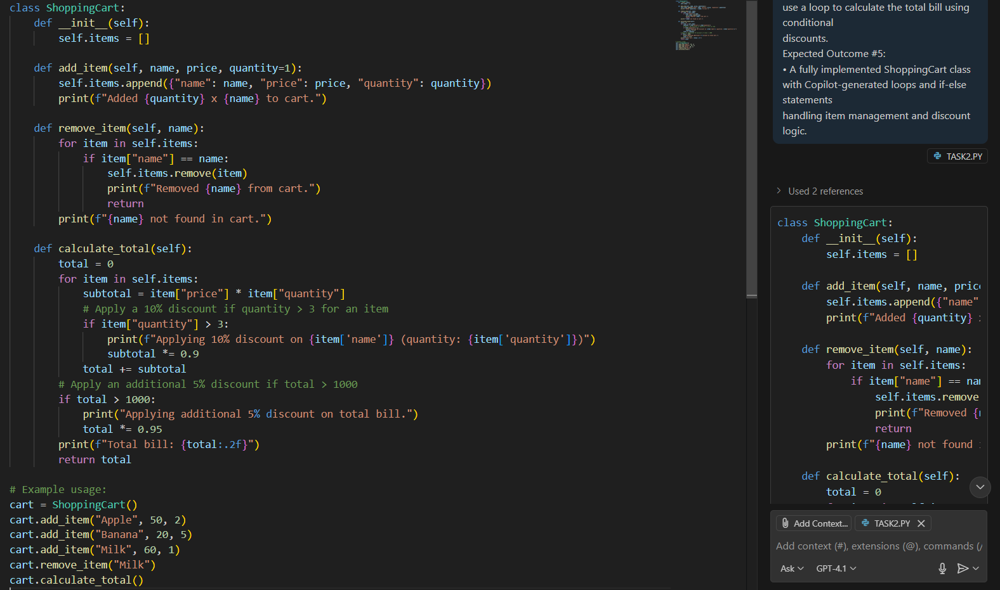 class ShoppingCart:
    def __init__(self):
        self.items = []

    def add_item(self, name, price, quantity=1):
        self.items.append({"name": name, "price": price, "quantity": quantity})
        print(f"Added {quantity} x {name} to cart.")

    def remove_item(self, name):
        for item in self.items:
            if item["name"] == name:
                self.items.remove(item)
                print(f"Removed {name} from cart.")
                return
        print(f"{name} not found in cart.")

    def calculate_total(self):
        total = 0
        for item in self.items:
            subtotal = item["price"] * item["quantity"]
            # Apply a 10% discount if quantity > 3 for an item
            if item["quantity"] > 3:
                print(f"Applying 10% discount on {item['name']} (quantity: {item['quantity']})")
                subtotal *= 0.9
            total += subtotal
        # Apply an additional 5% discount if total > 1000
        if total > 1000:
            print("Applying additional 5% discount on total bill.")
            total *= 0.95
        print(f"Total bill: {total:.2f}")
        return total

# Example usage:
cart = ShoppingCart()
cart.add_item("Apple", 50, 2)
cart.add_item("Banana", 20, 5)
cart.add_item("Milk", 60, 1)
cart.remove_item("Milk")
cart.calculate_total()
use a loop to calculate the total bill using
conditional
discounts.
Expected Outcome #5:
• A fully implemented ShoppingCart class
with Copilot-generated loops and if-else
statements
handling item management and discount
logic.
TASK2.PY
Used 2 references
class ShoppingCart:
    def __init__(self):
        self.items = []

    def add_item(self, name, pric
        self.items.append({"name"
        print(f"Added {quantity}

    def remove_item(self, name):
        for item in self.items:
            if item["name"] == na
                self.items.remove
                print(f"Removed {
                return
        print(f"{name} not found

    def calculate_total(self):
        total = 0
Add Context... TASK2.PY
Add context (#), extensions (@), commands (/
Ask GPT-4.1